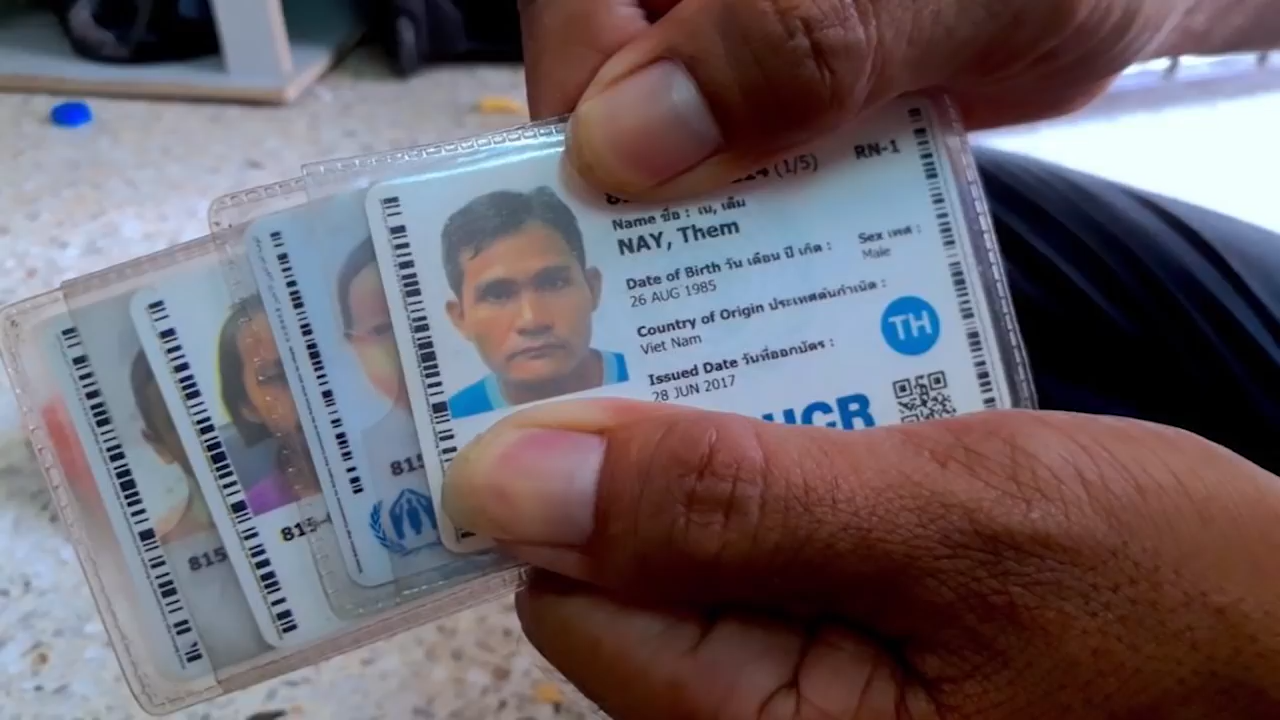 (1/5)
RN-1
Name ชื่อ : เน, เต็ม
NAY, Them
Date of Birth วัน เดือน ปี เกิด :
26 AUG 1985
Sex เพศ :
Male
Country of Origin ประเทศต้นกำเนิด :
Viet Nam
TH
Issued Date วันที่ออกบัตร :
28 JUN 2017
HCR
815
815-
815